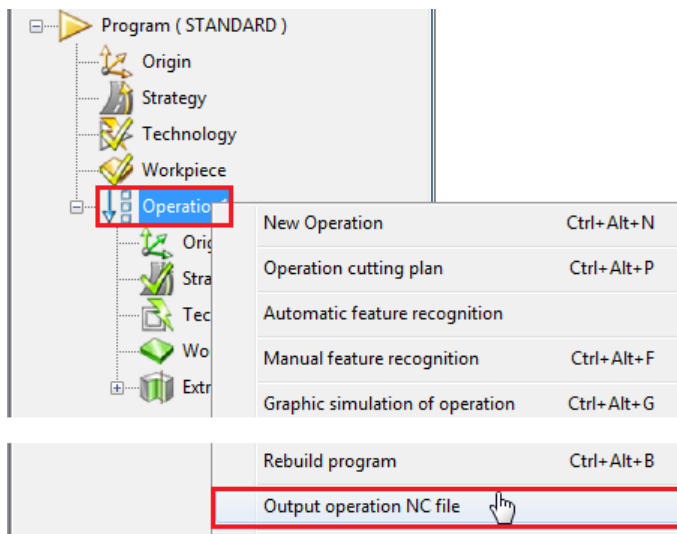 Program ( STANDARD )
Origin
Strategy
Technology
Workpiece
Operatio
New Operation Ctrl+Alt+N
Orig
Operation cutting plan Ctrl+Alt+P
Stra
Tec
Automatic feature recognition
Wo
Manual feature recognition Ctrl+Alt+F
Extr
Graphic simulation of operation Ctrl+Alt+G
Rebuild program Ctrl+Alt+B
Output operation NC file